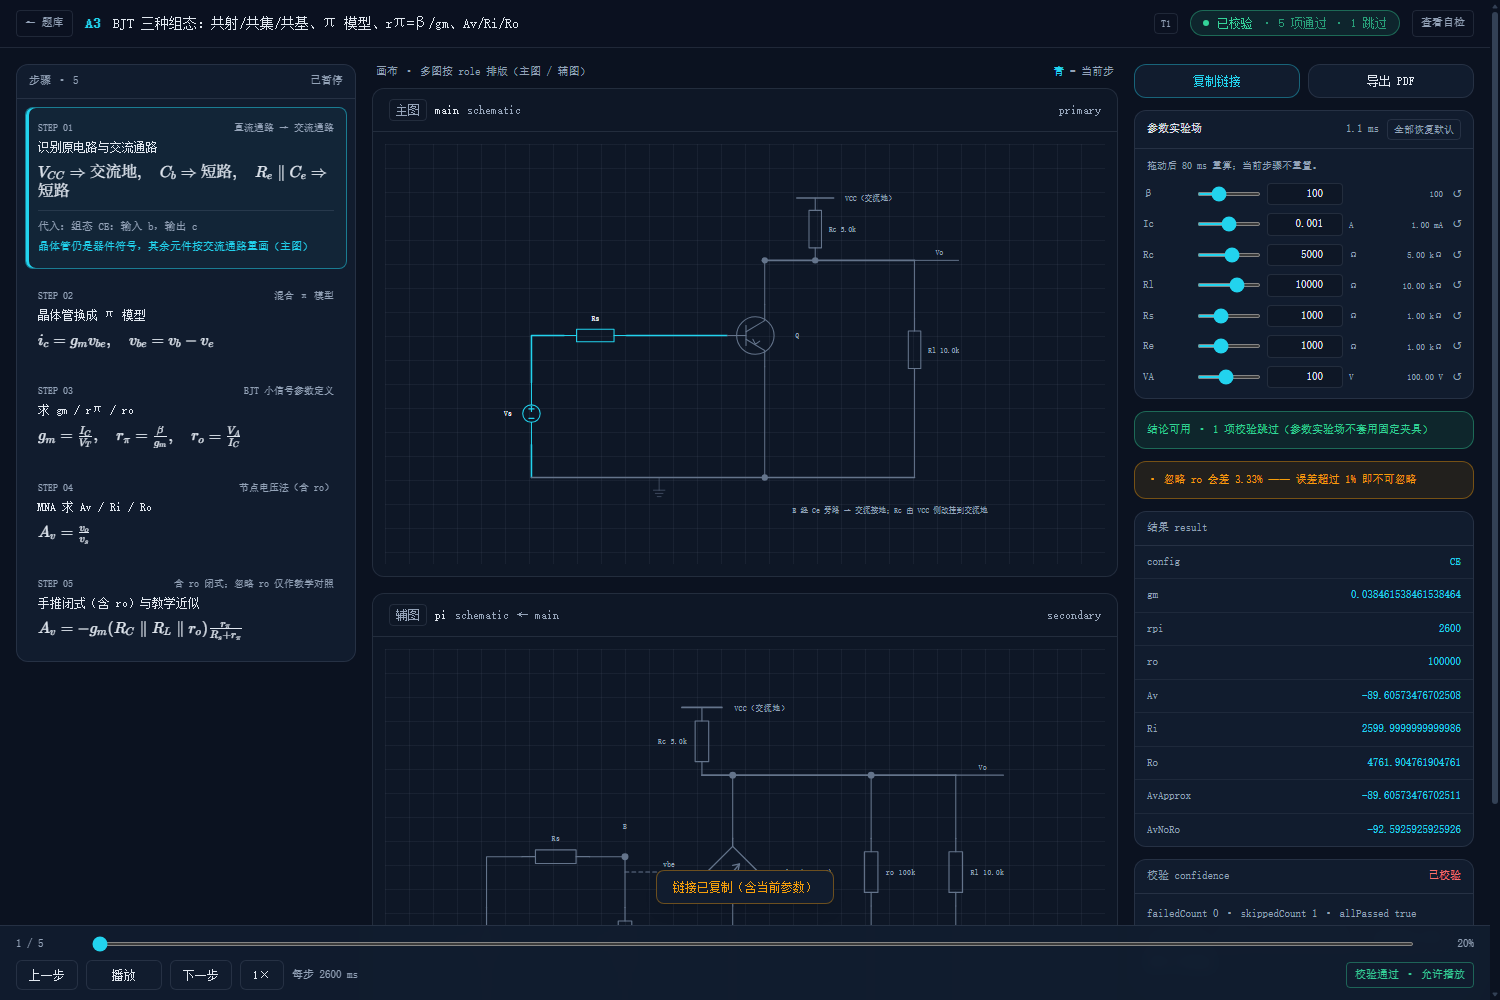 ← 题库
A3 BJT 三种组态：共射/共集/共基、π 模型、rπ=β/gm、Av/Ri/Ro
T1
已校验 · 5 项通过 · 1 跳过
查看自检
步骤 · 5
已暂停
STEP 01
直流通路 → 交流通路
识别原电路与交流通路
V_CC ⇒ 交流地, C_b ⇒ 短路, R_e ∥ C_e ⇒
短路
代入：组态 CE：输入 b，输出 c
晶体管仍是器件符号，其余元件按交流通路重画（主图）
STEP 02
混合 π 模型
晶体管换成 π 模型
i_c = g_m v_be, v_be = v_b − v_e
STEP 03
BJT 小信号参数定义
求 gm / rπ / ro
g_m = I_C/V_T, r_π = β/g_m, r_o = V_A/I_C
STEP 04
节点电压法（含 ro）
MNA 求 Av / Ri / Ro
A_v = v_o/v_s
STEP 05
含 ro 闭式；忽略 ro 仅作教学对照
手推闭式（含 ro）与教学近似
A_v = −g_m(R_C ∥ R_L ∥ r_o) r_π/(R_s+r_π)
画布 · 多图按 role 排版（主图 / 辅图）
青 = 当前步
主图 main schematic
primary
VCC（交流地）
Rc 5.0k
Vo
Rs
Q
Rl 10.0k
Vs
E 经 Ce 旁路 → 交流接地；Rc 由 VCC 侧改挂到交流地
辅图 pi schematic ← main
secondary
VCC（交流地）
Rc 5.0k
Vo
B
Rs
vbe
ro 100k
Rl 10.0k
链接已复制（含当前参数）
复制链接
导出 PDF
参数实验场
1.1 ms
全部恢复默认
拖动后 80 ms 重算；当前步骤不重置。
β 100 100 ↺
Ic 0.001 A 1.00 mA ↺
Rc 5000 Ω 5.00 kΩ ↺
Rl 10000 Ω 10.00 kΩ ↺
Rs 1000 Ω 1.00 kΩ ↺
Re 1000 Ω 1.00 kΩ ↺
VA 100 V 100.00 V ↺
结论可用 · 1 项校验跳过（参数实验场不套用固定夹具）
· 忽略 ro 会差 3.33% —— 误差超过 1% 即不可忽略
结果 result
config CE
gm 0.038461538461538464
rpi 2600
ro 100000
Av -89.60573476702508
Ri 2599.9999999999986
Ro 4761.904761904761
AvApprox -89.60573476702511
AvNoRo -92.5925925925926
校验 confidence
已校验
failedCount 0 · skippedCount 1 · allPassed true
1 / 5
20%
上一步
播放
下一步
1×
每步 2600 ms
校验通过 · 允许播放